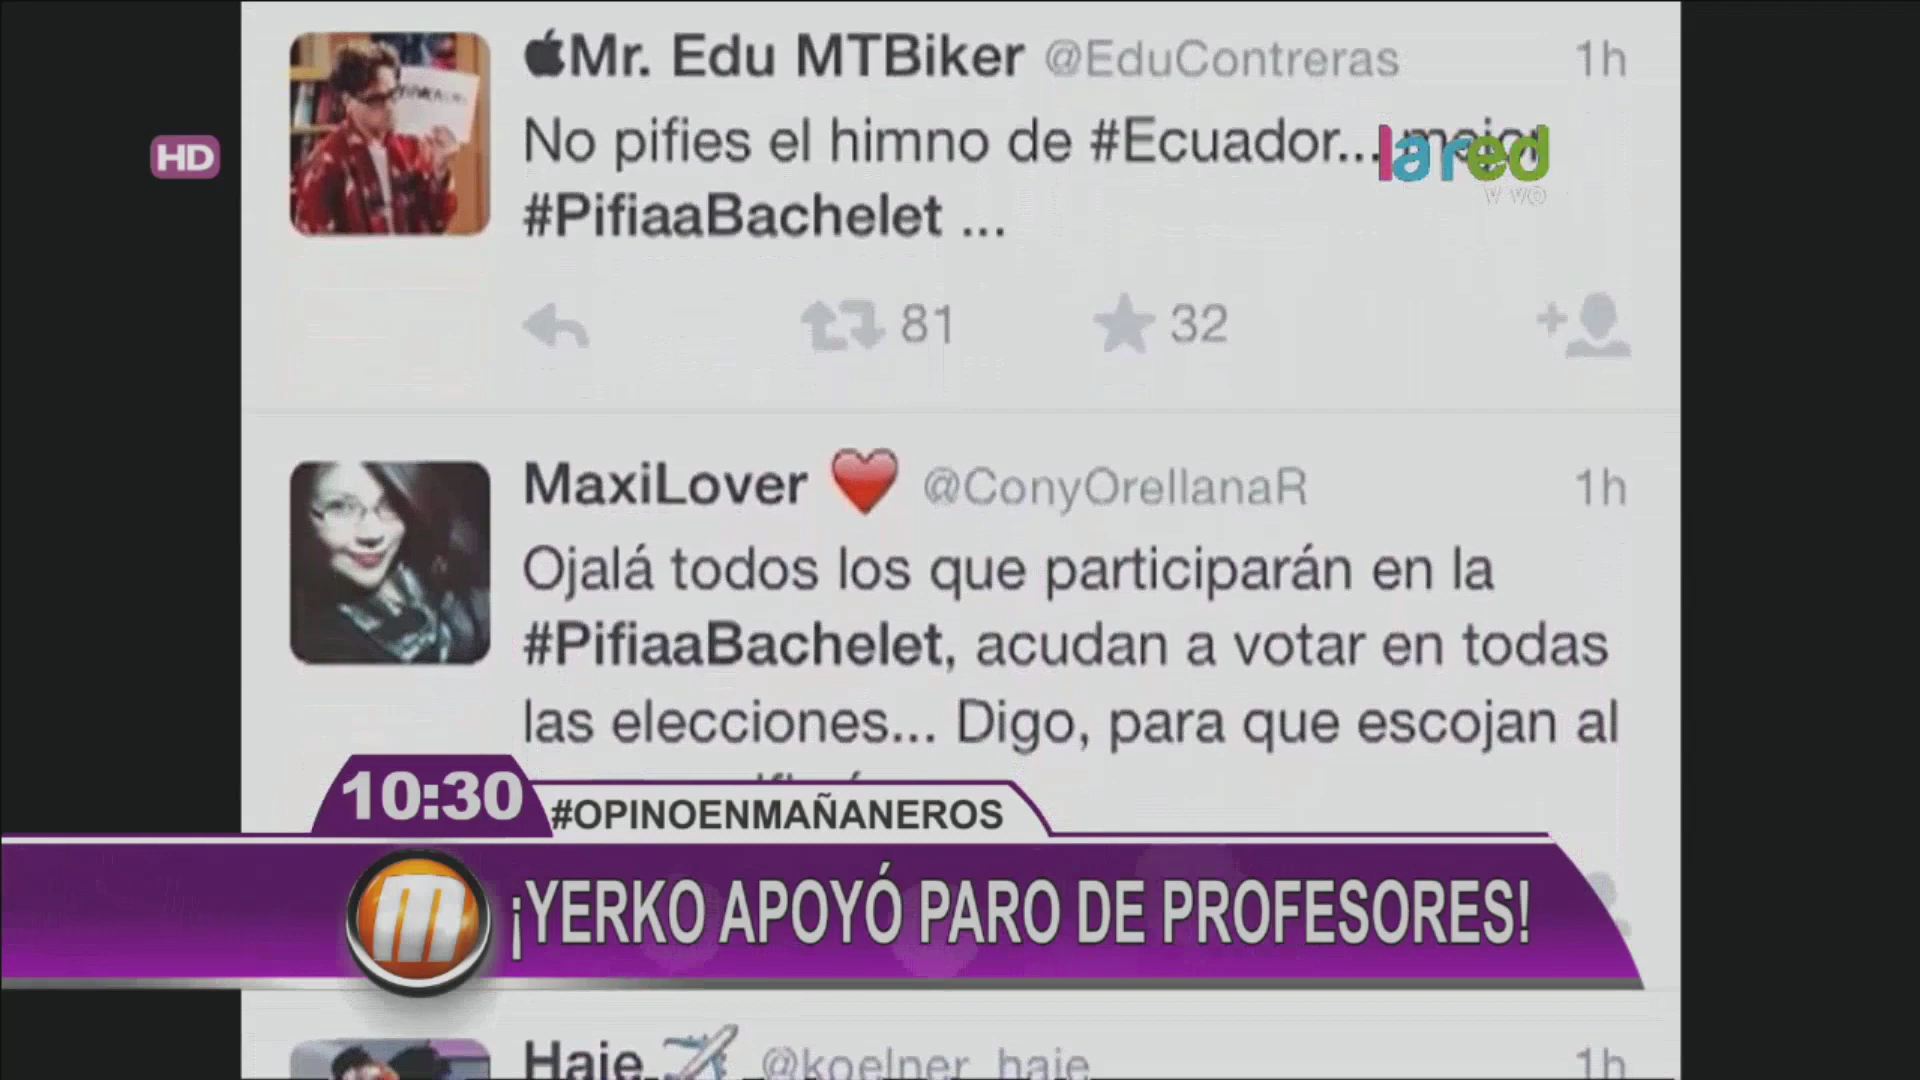 Mr. Edu MTBiker @EduContreras 1h
No pifies el himno de #Ecuador... mejor
#PifiaaBachelet ...
81 32
HD
lared
VIVO
MaxiLover @ConyOrellanaR 1h
Ojalá todos los que participarán en la
#PifiaaBachelet, acudan a votar en todas
las elecciones... Digo, para que escojan al
10:30
#OPINOENMAÑANEROS
m
¡YERKO APOYÓ PARO DE PROFESORES!
Haie @koelner_haie 1h